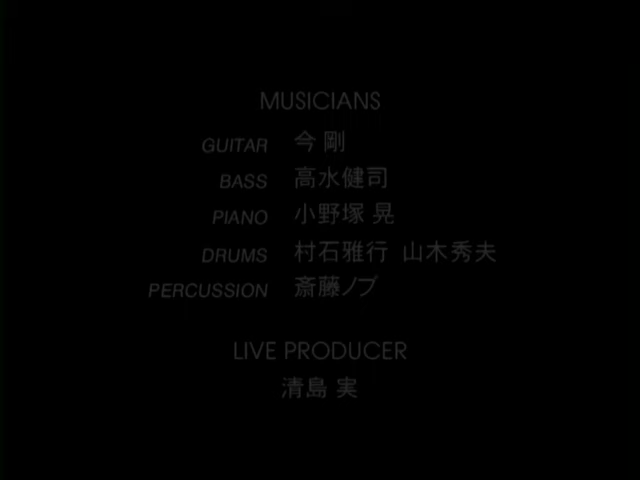 MUSICIANS
GUITAR 今 剛
BASS 高水健司
PIANO 小野塚 晃
DRUMS 村石雅行 山木秀夫
PERCUSSION 斎藤ノブ
LIVE PRODUCER
清島 実